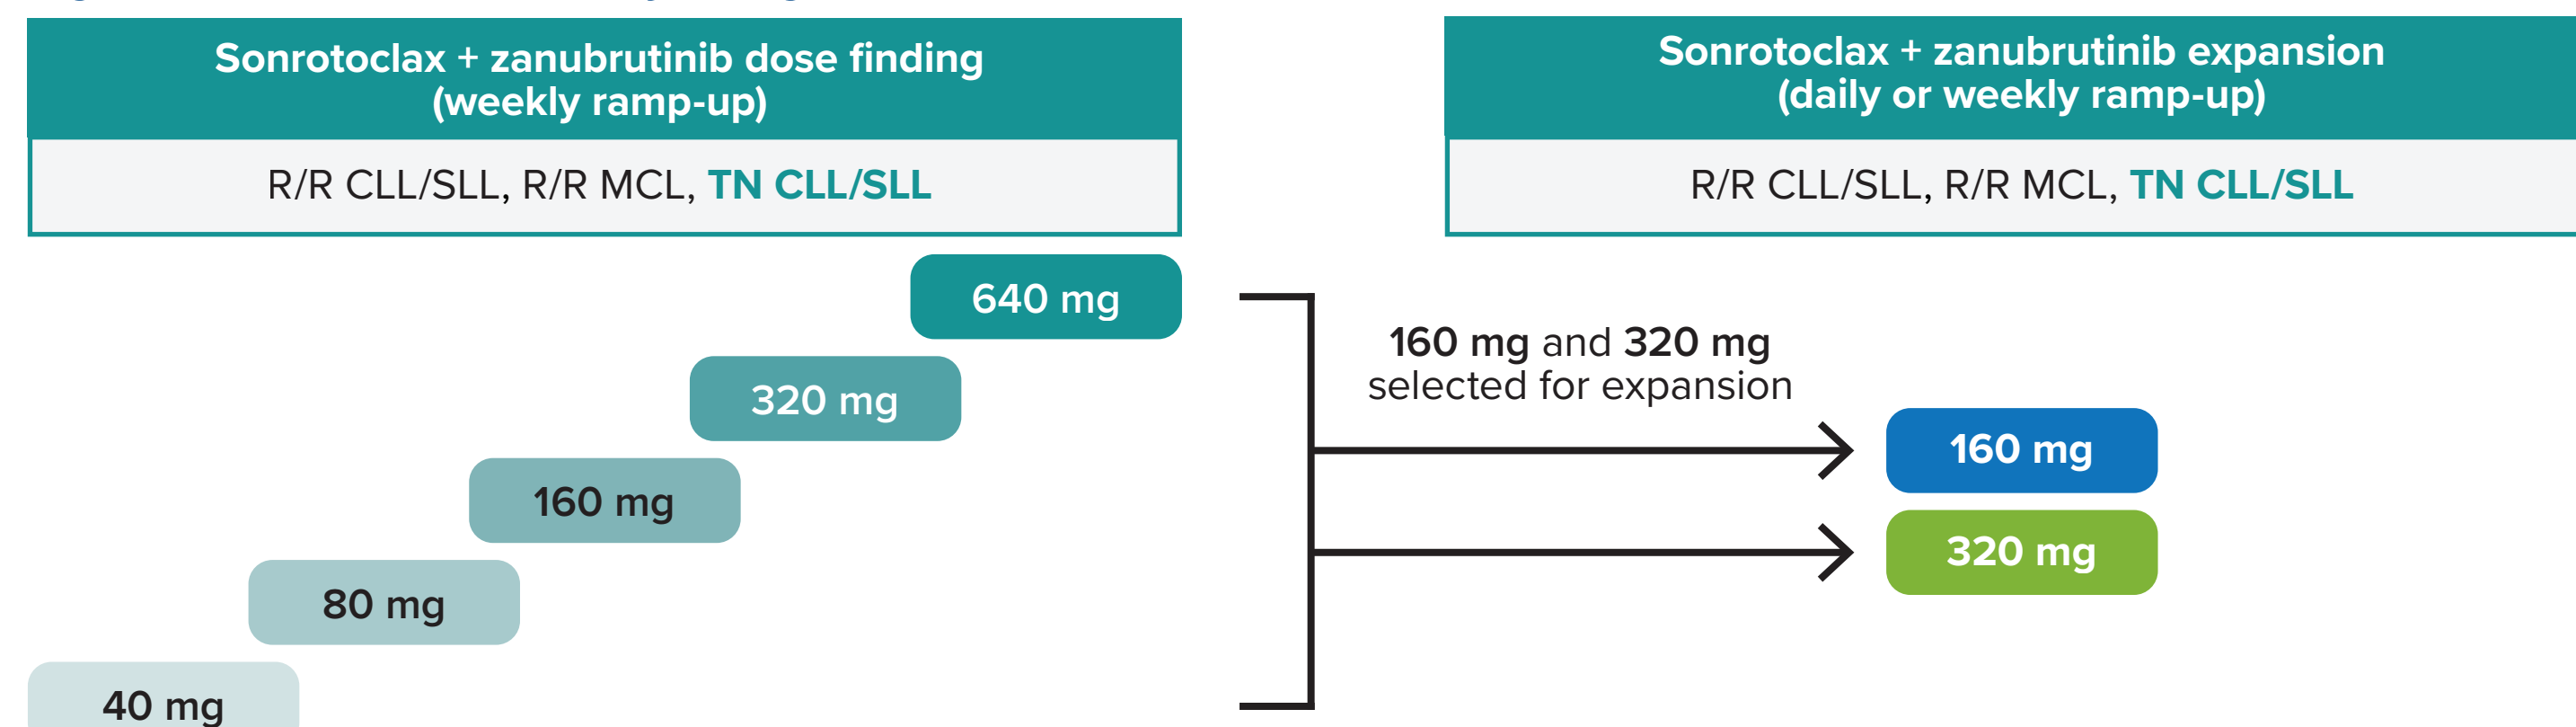 Sonrotoclax + zanubrutinib dose finding
(weekly ramp-up)
R/R CLL/SLL, R/R MCL, TN CLL/SLL
640 mg
320 mg
160 mg
80 mg
40 mg
160 mg and 320 mg
selected for expansion
Sonrotoclax + zanubrutinib expansion
(daily or weekly ramp-up)
R/R CLL/SLL, R/R MCL, TN CLL/SLL
160 mg
320 mg